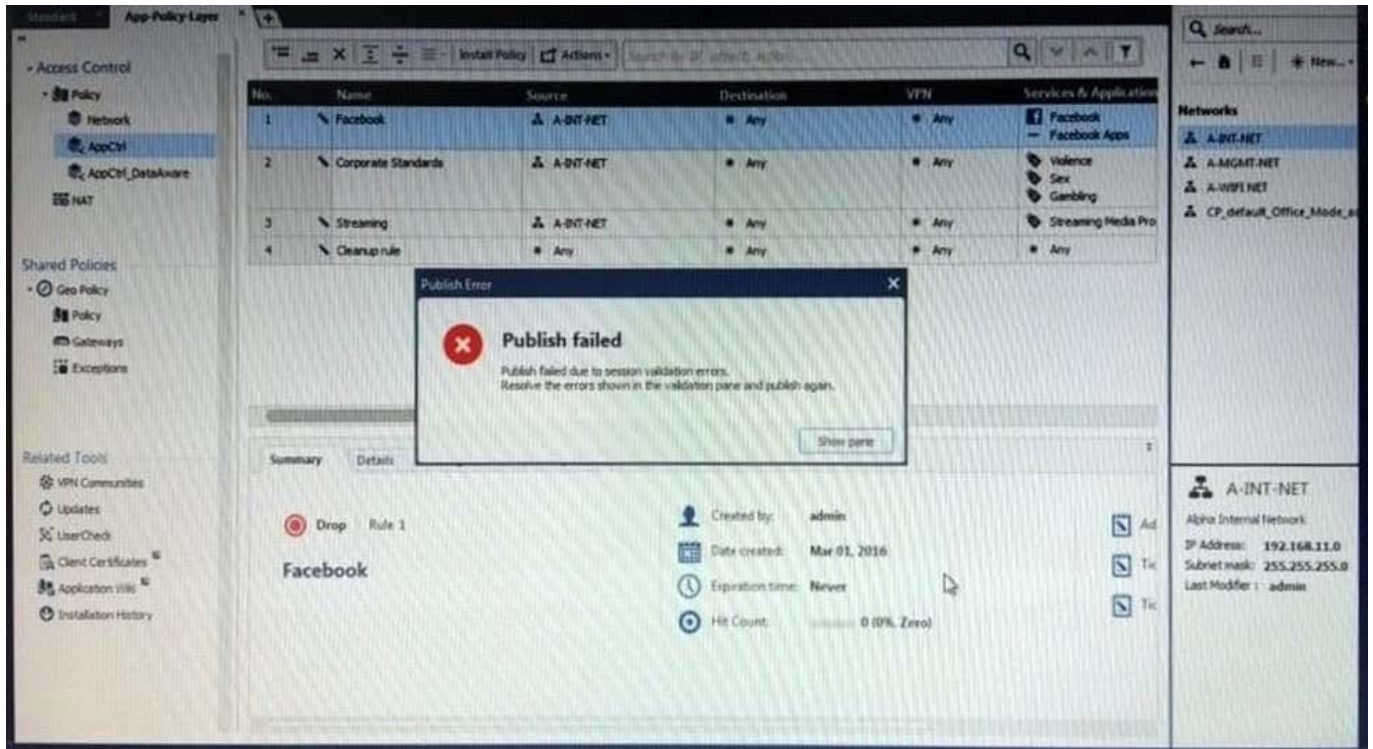 Standard
App-Policy-Layer
Access Control
Policy
Network
AppCtrl
AppCtrl_DataAware
NAT
Shared Policies
Geo Policy
Policy
Gateways
Exceptions
Related Tools
VPN Communities
Updates
UserCheck
Client Certificates
Application Wiki
Installation History
Install Policy
Actions
No. Name Source Destination VPN Services & Application
1 Facebook A-INT-NET Any Any Facebook
Facebook Apps
2 Corporate Standards A-INT-NET Any Any Violence
Sex
Gambling
3 Streaming A-INT-NET Any Any Streaming Media Pro
4 Cleanup rule Any Any Any Any
Publish Error
Publish failed
Publish failed due to session validation errors.
Resolve the errors shown in the validation pane and publish again.
Show pane
Summary Details
Drop Rule 1
Facebook
Created by: admin
Date created: Mar 01, 2016
Expiration time: Never
Hit Count: 0 (0%, Zero)
Ad
Tic
Tic
Search...
New...
Networks
A-INT-NET
A-MGMT-NET
A-WIFI NET
CP_default_Office_Mode_a
A-INT-NET
Alpha Internal Network
IP Address: 192.168.11.0
Subnet mask: 255.255.255.0
Last Modifier : admin